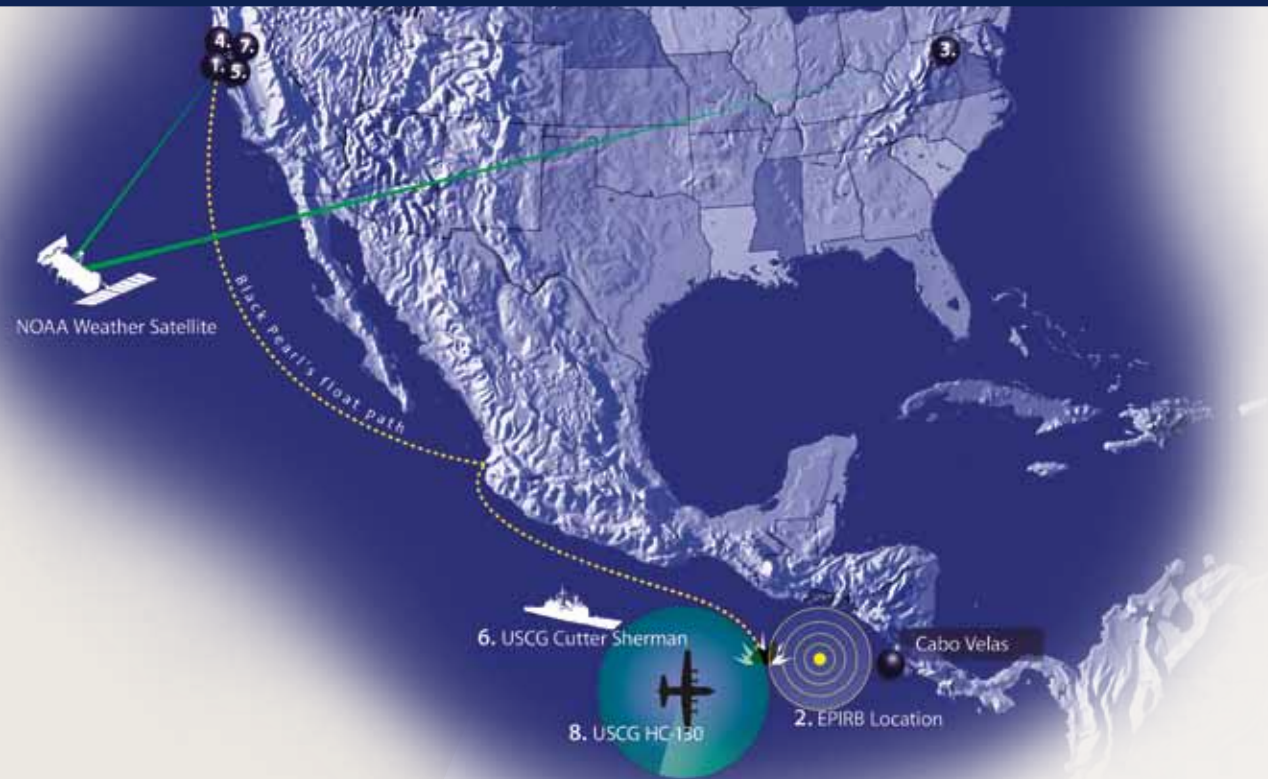 4.
7.
1.
5.
3.
NOAA Weather Satellite
Black Pearl's float path
6. USCG Cutter Sherman
Cabo Velas
2. EPIRB Location
8. USCG HC-130